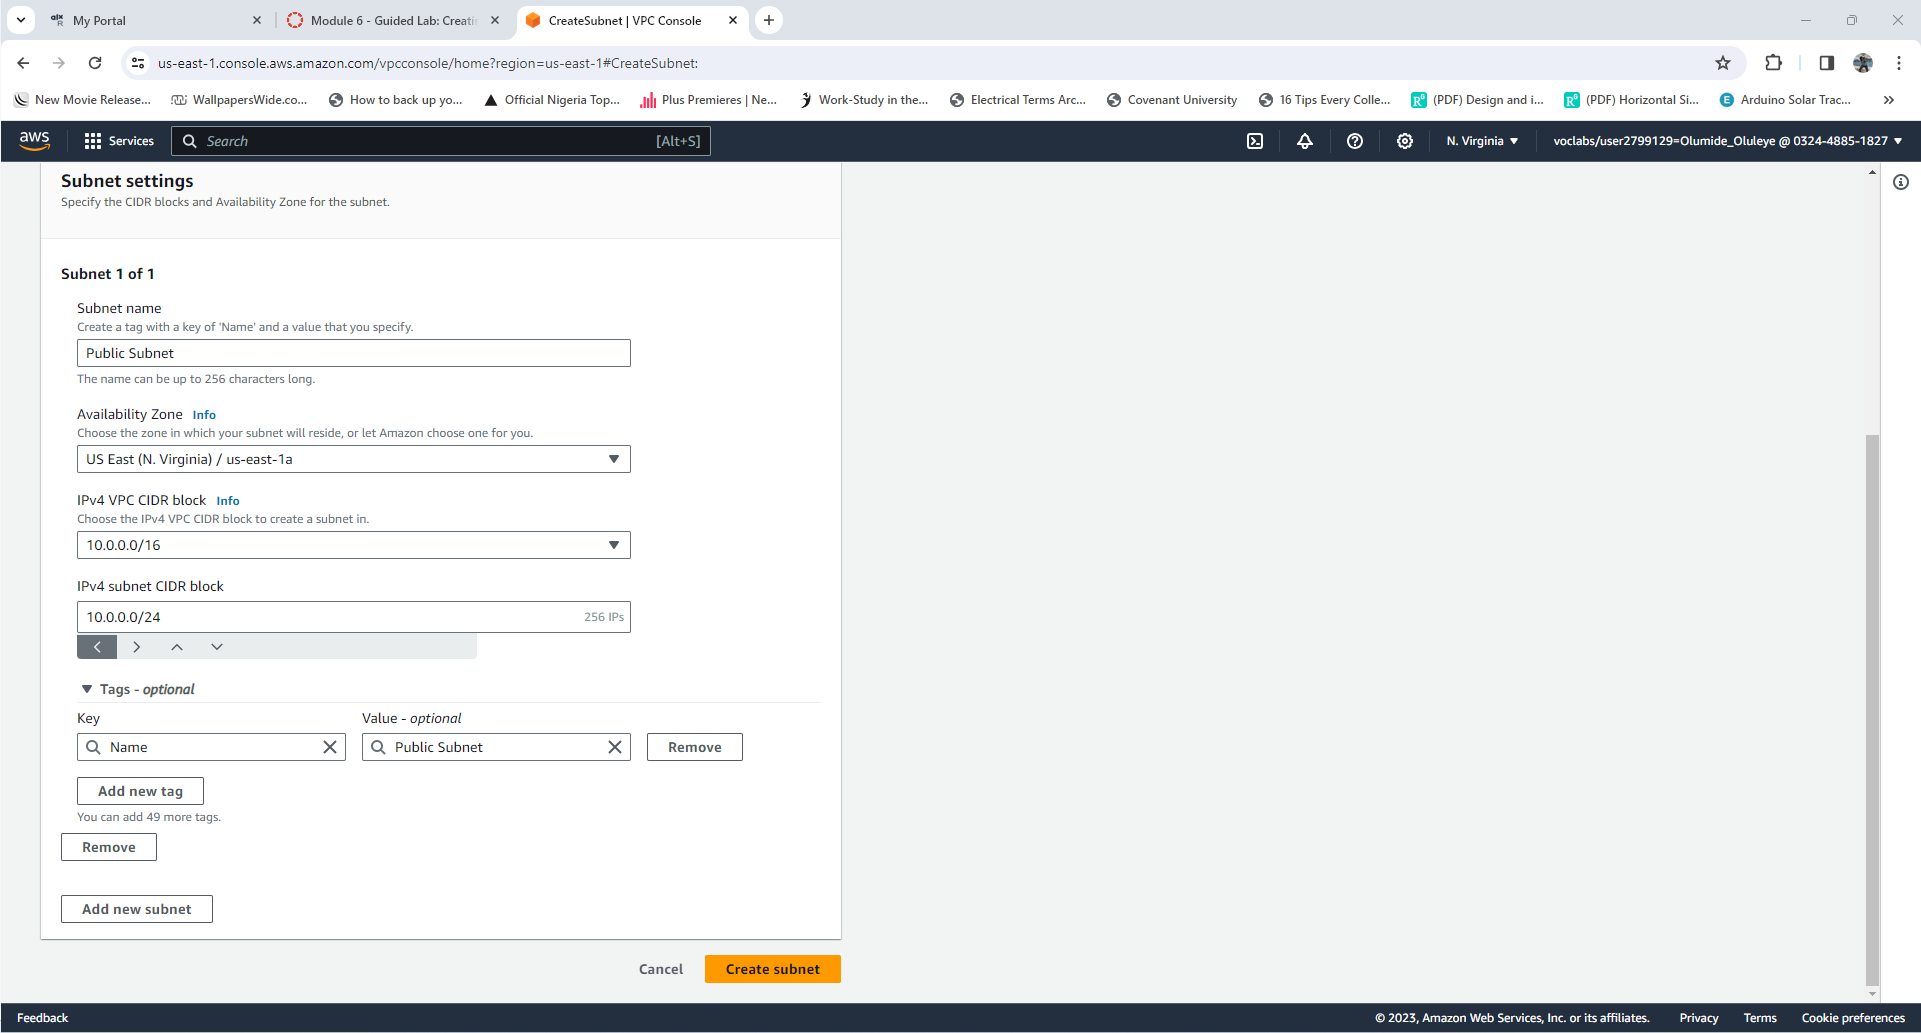 My Portal
Module 6 - Guided Lab: Creati
CreateSubnet | VPC Console
us-east-1.console.aws.amazon.com/vpcconsole/home?region=us-east-1#CreateSubnet:
New Movie Release...
WallpapersWide.co...
How to back up yo...
Official Nigeria Top...
Plus Premieres | Ne...
Work-Study in the...
Electrical Terms Arc...
Covenant University
16 Tips Every Colle...
(PDF) Design and i...
(PDF) Horizontal Si...
Arduino Solar Trac...
aws
Services
Search
[Alt+S]
N. Virginia
voclabs/user2799129=Olumide_Oluleye @ 0324-4885-1827
Subnet settings
Specify the CIDR blocks and Availability Zone for the subnet.
Subnet 1 of 1
Subnet name
Create a tag with a key of 'Name' and a value that you specify.
Public Subnet
The name can be up to 256 characters long.
Availability Zone Info
Choose the zone in which your subnet will reside, or let Amazon choose one for you.
US East (N. Virginia) / us-east-1a
IPv4 VPC CIDR block Info
Choose the IPv4 VPC CIDR block to create a subnet in.
10.0.0.0/16
IPv4 subnet CIDR block
10.0.0.0/24
256 IPs
Tags - optional
Key
Value - optional
Name
Public Subnet
Remove
Add new tag
You can add 49 more tags.
Remove
Add new subnet
Cancel
Create subnet
Feedback
© 2023, Amazon Web Services, Inc. or its affiliates.
Privacy
Terms
Cookie preferences